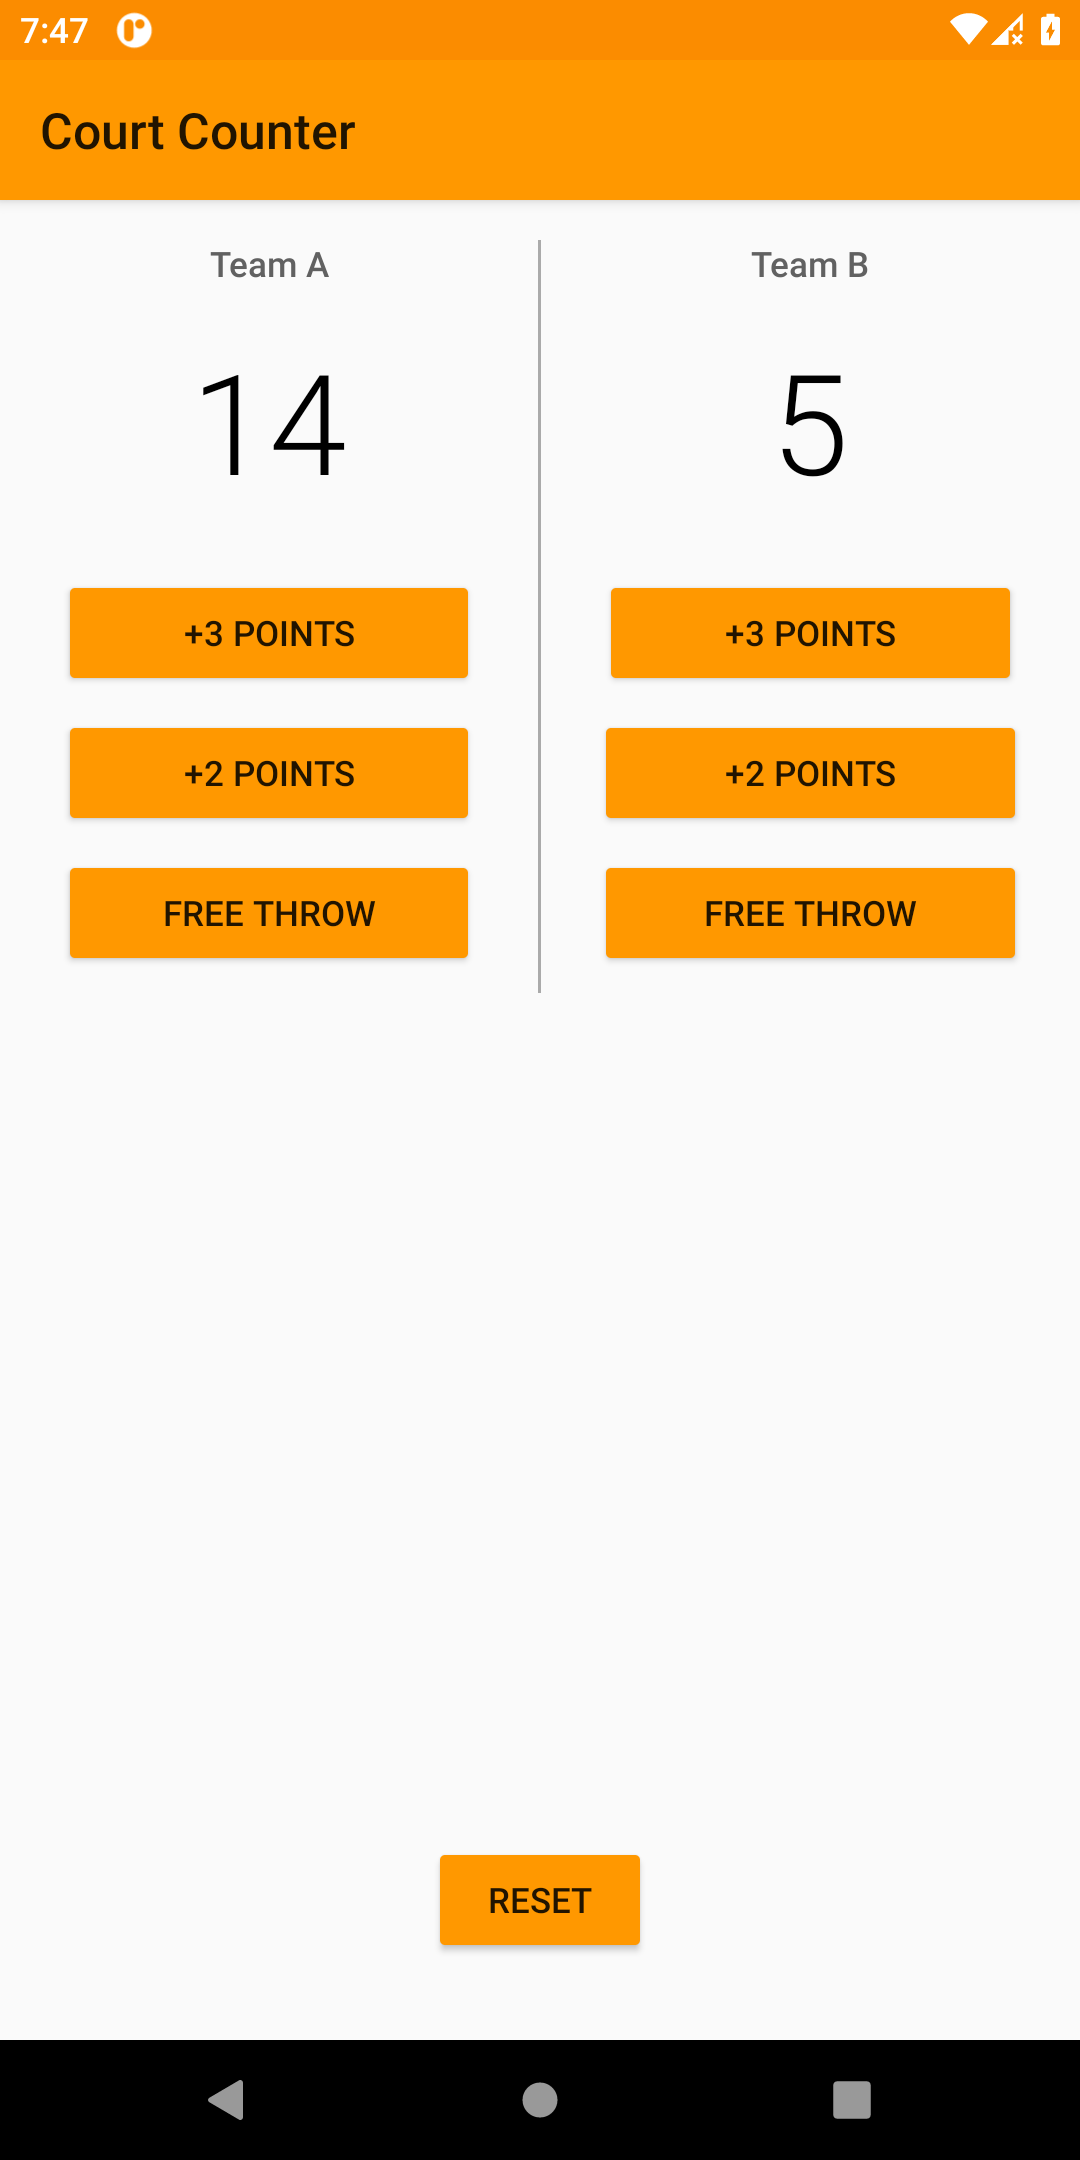 7:47
Court Counter
Team A
14
+3 POINTS
+2 POINTS
FREE THROW
Team B
5
+3 POINTS
+2 POINTS
FREE THROW
RESET